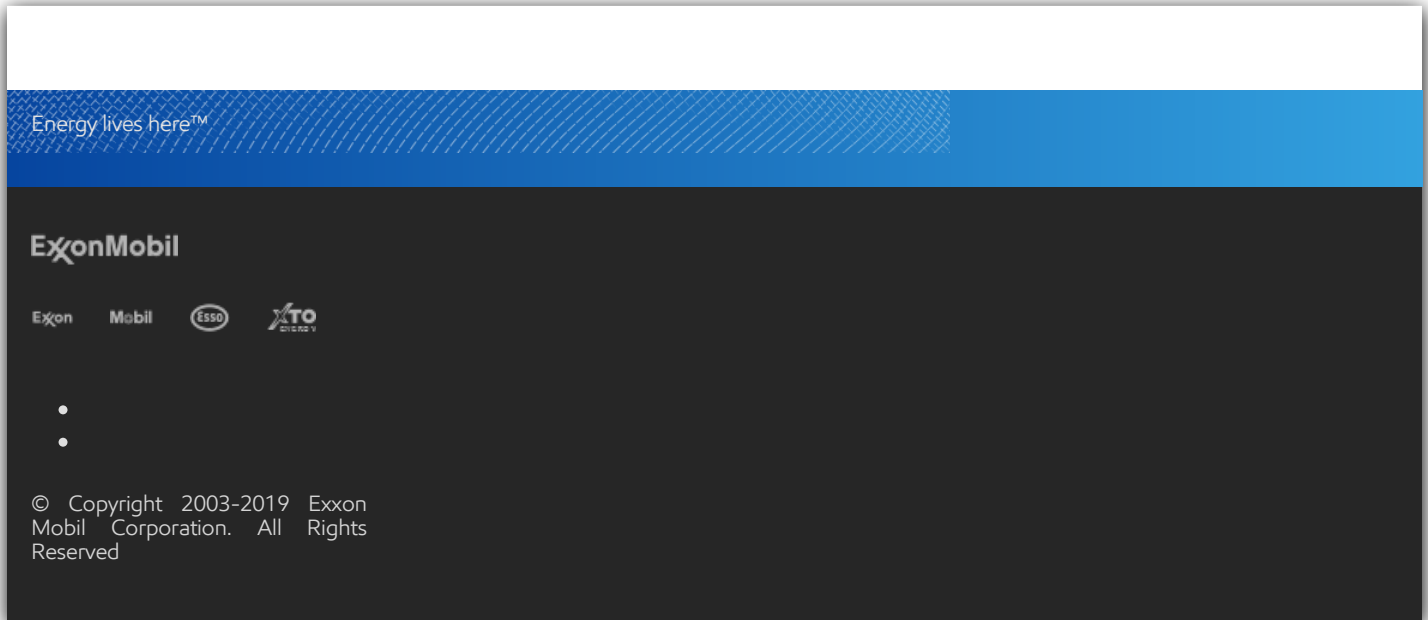 Energy lives here™
ExxonMobil
Exxon Mobil Esso XTO ENERGY
© Copyright 2003-2019 Exxon
Mobil Corporation. All Rights
Reserved